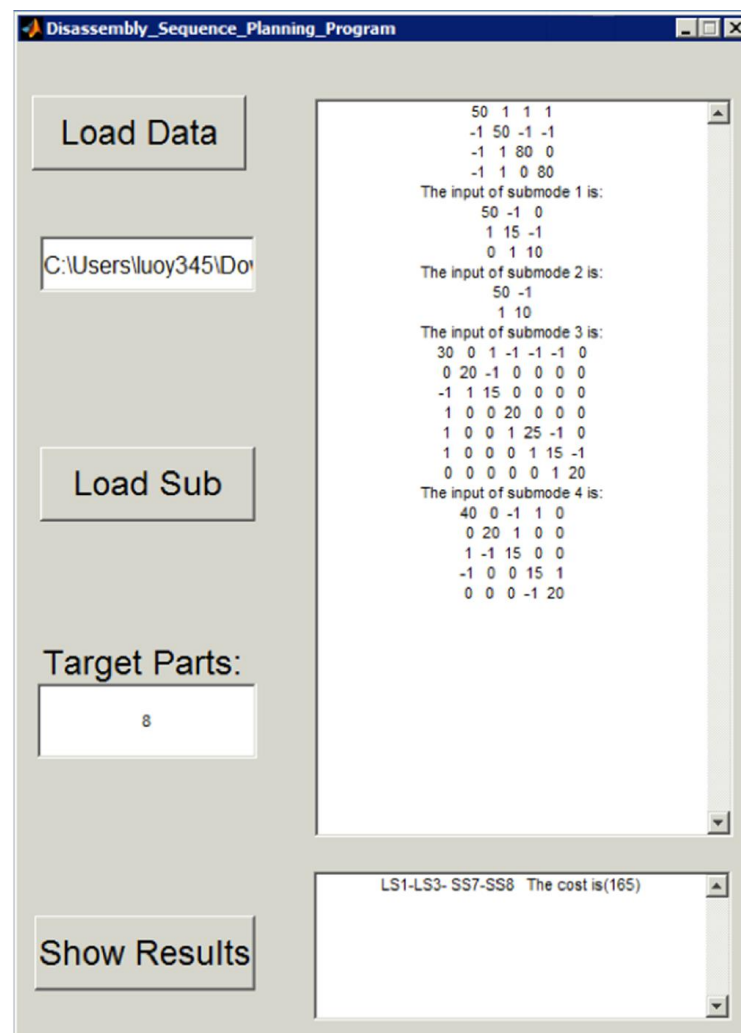 Disassembly_Sequence_Planning_Program
Load Data
C:\Users\luoy345\Do
Load Sub
Target Parts:
8
Show Results
50 1 1 1
-1 50 -1 -1
-1 1 80 0
-1 1 0 80
The input of submode 1 is:
50 -1 0
1 15 -1
0 1 10
The input of submode 2 is:
50 -1
1 10
The input of submode 3 is:
30 0 1 -1 -1 -1 0
0 20 -1 0 0 0 0
-1 1 15 0 0 0 0
1 0 0 20 0 0 0
1 0 0 1 25 -1 0
1 0 0 0 1 15 -1
0 0 0 0 0 1 20
The input of submode 4 is:
40 0 -1 1 0
0 20 1 0 0
1 -1 15 0 0
-1 0 0 15 1
0 0 0 -1 20
LS1-LS3- SS7-SS8 The cost is(165)